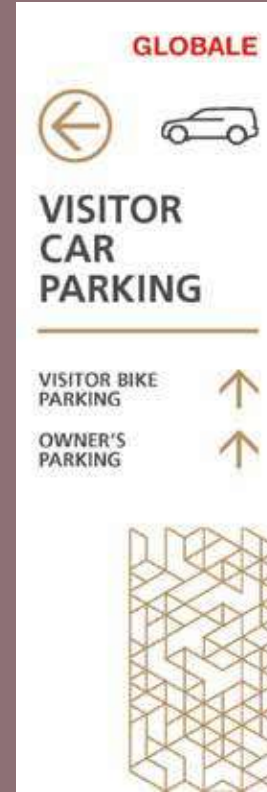 GLOBALE
VISITOR
CAR
PARKING
VISITOR BIKE
PARKING
OWNER'S
PARKING